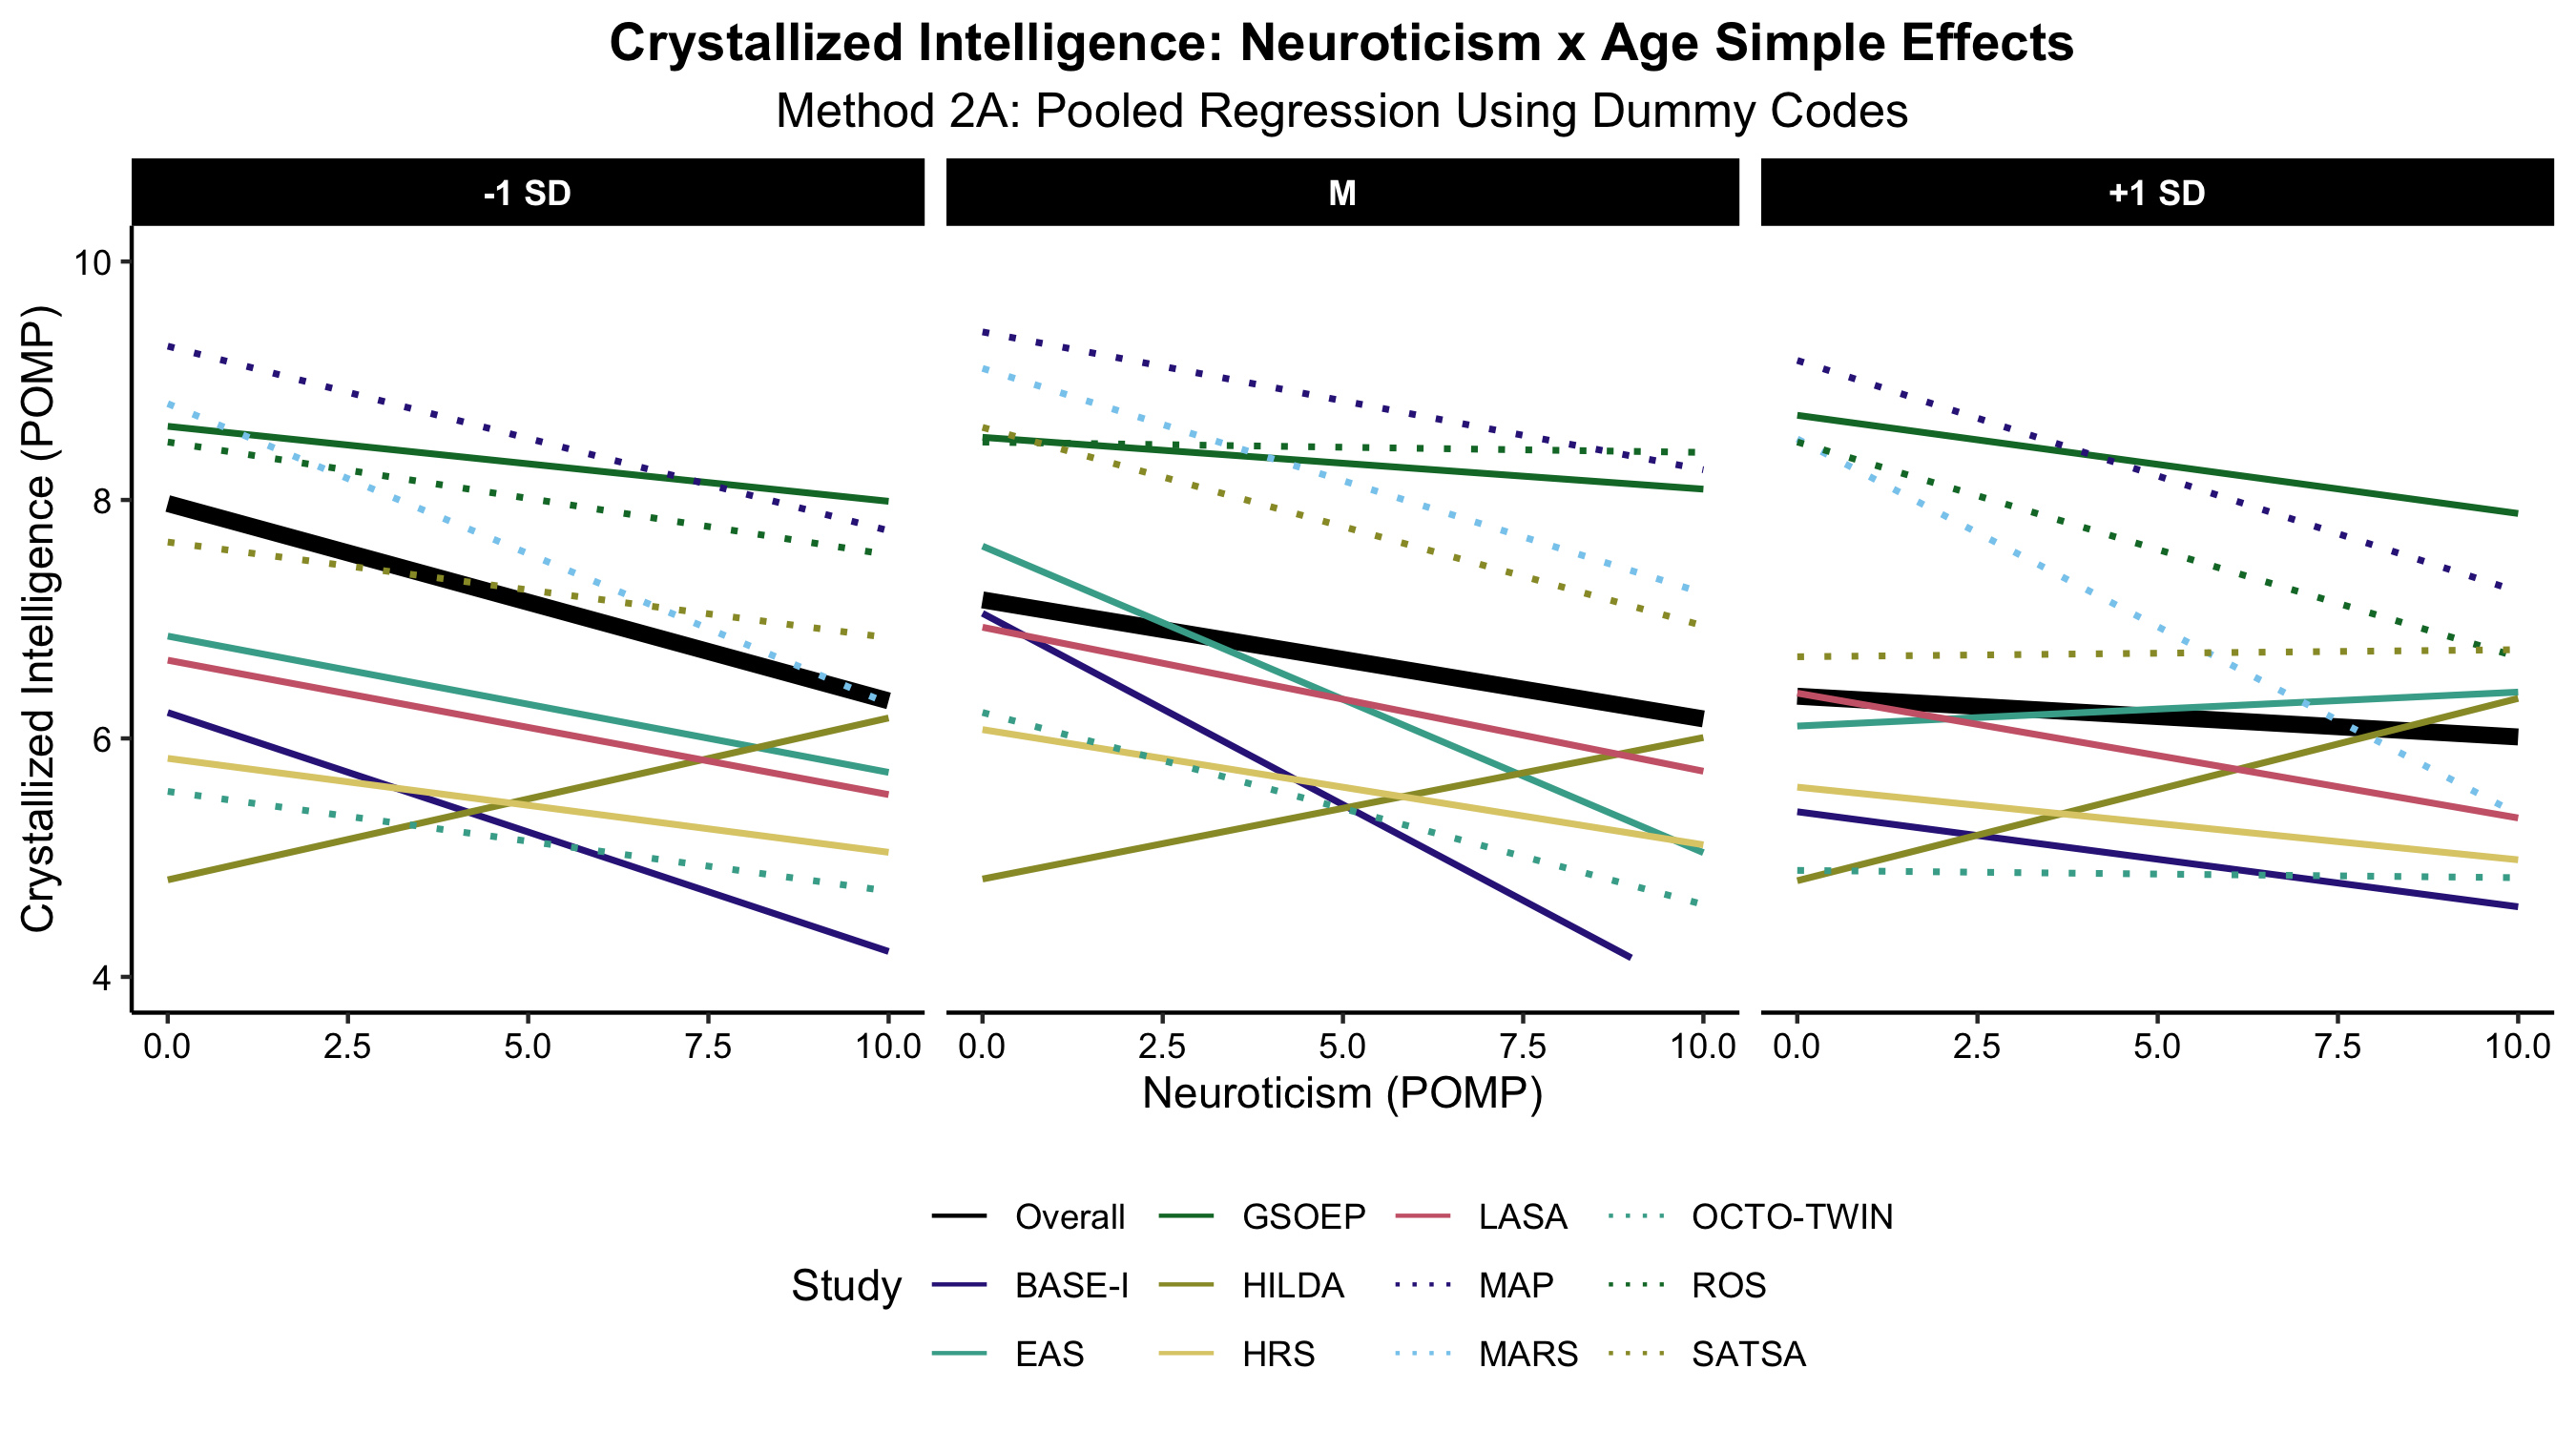 Crystallized Intelligence: Neuroticism x Age Simple Effects
Method 2A: Pooled Regression Using Dummy Codes
-1 SD M +1 SD
Crystallized Intelligence (POMP)
10
8
6
4
0.0 2.5 5.0 7.5 10.0 0.0 2.5 5.0 7.5 10.0 0.0 2.5 5.0 7.5 10.0
Neuroticism (POMP)
Study
Overall GSOEP LASA OCTO-TWIN
BASE-I HILDA MAP ROS
EAS HRS MARS SATSA